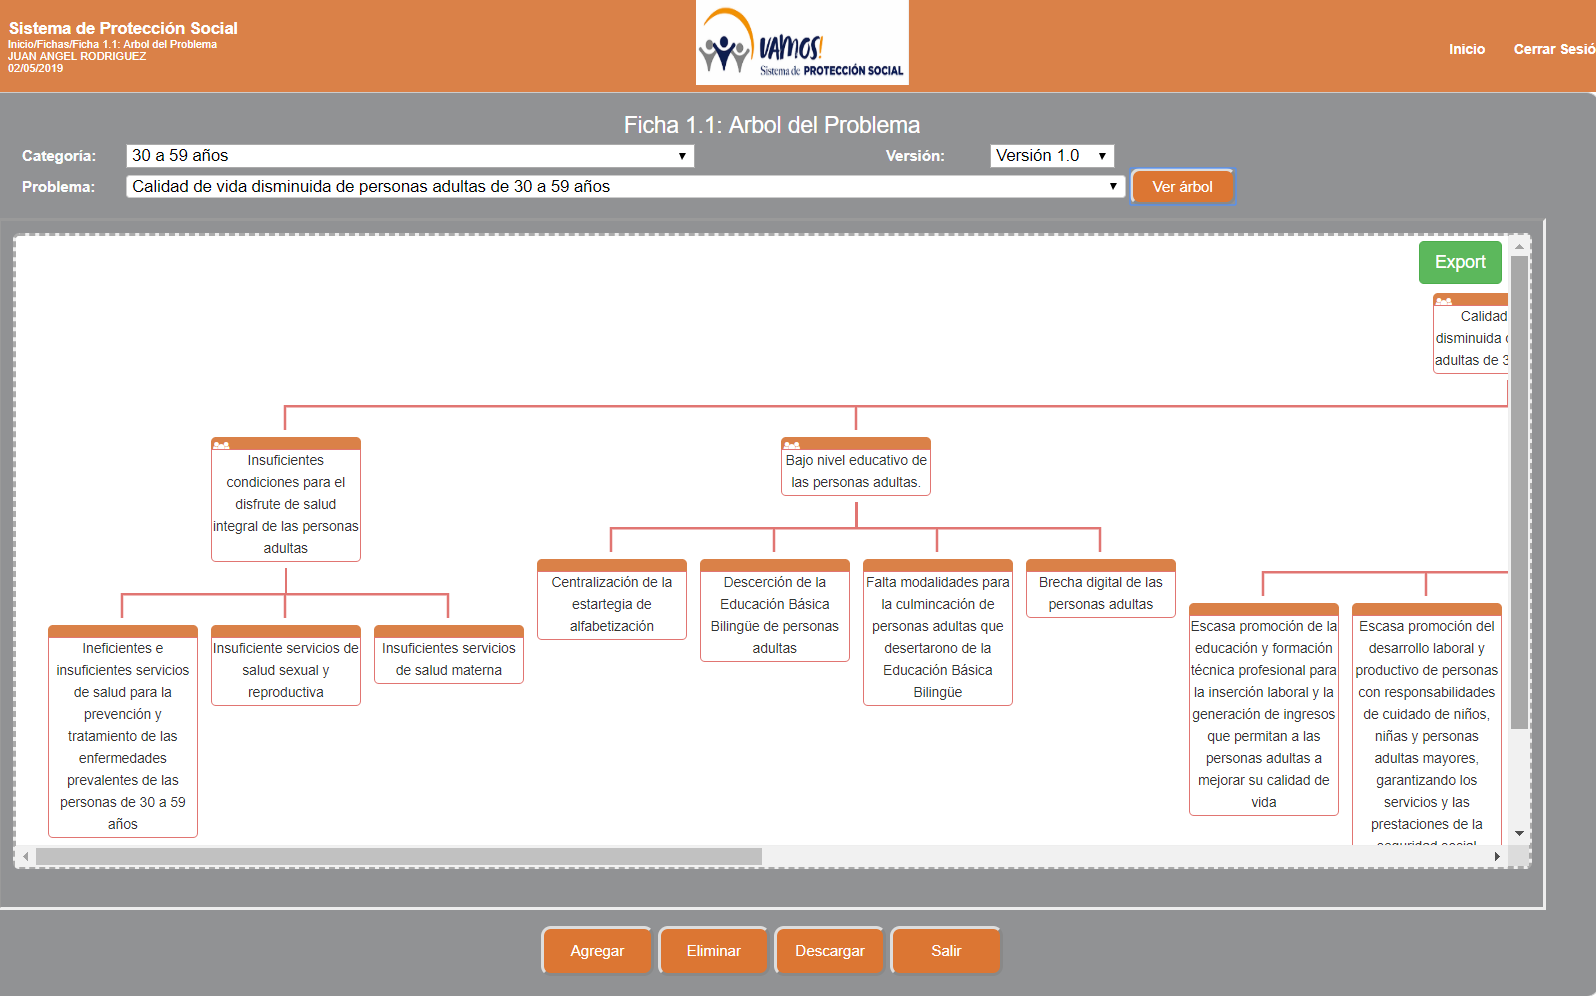 Sistema de Protección Social
Inicio/Fichas/Ficha 1.1: Arbol del Problema
JUAN ANGEL RODRIGUEZ
02/05/2019
VAMOS!
Sistema de PROTECCIÓN SOCIAL
Inicio
Cerrar Sesió
Ficha 1.1: Arbol del Problema
Categoría:
30 a 59 años
Versión:
Versión 1.0
Problema:
Calidad de vida disminuida de personas adultas de 30 a 59 años
Ver árbol
Export
Calidad
disminuida
adultas de 3
Insuficientes
condiciones para el
disfrute de salud
integral de las personas
adultas
Bajo nivel educativo de
las personas adultas.
Ineficientes e
insuficientes servicios
de salud para la
prevención y
tratamiento de las
enfermedades
prevalentes de las
personas de 30 a 59
años
Insuficiente servicios de
salud sexual y
reproductiva
Insuficientes servicios
de salud materna
Centralización de la
estartegia de
alfabetización
Descerción de la
Educación Básica
Bilingüe de personas
adultas
Falta modalidades para
la culmincación de
personas adultas que
desertarono de la
Educación Básica
Bilingüe
Brecha digital de las
personas adultas
Escasa promoción de la
educación y formación
técnica profesional para
la inserción laboral y la
generación de ingresos
que permitan a las
personas adultas a
mejorar su calidad de
vida
Escasa promoción del
desarrollo laboral y
productivo de personas
con responsabilidades
de cuidado de niños,
niñas y personas
adultas mayores,
garantizando los
servicios y las
prestaciones de la
seguridad social
Agregar
Eliminar
Descargar
Salir